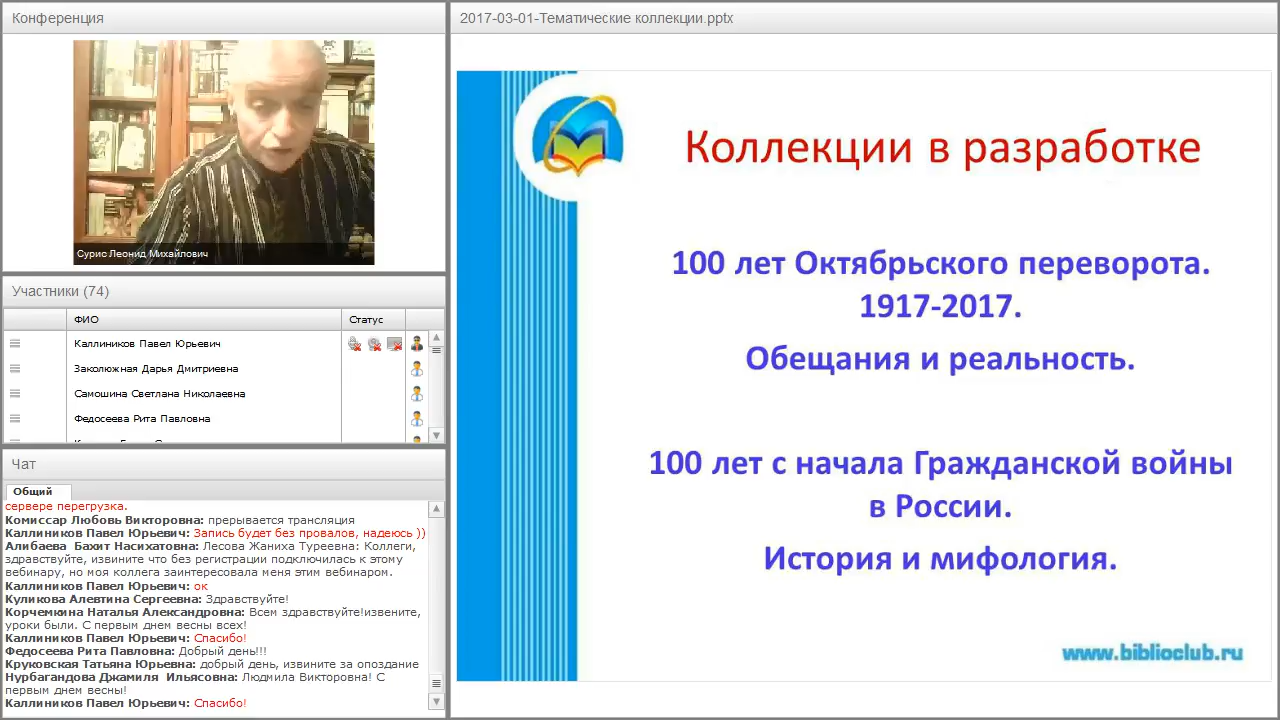 Конференция
Сурис Леонид Михайлович
Участники (74)
ФИО
Статус
Каллиников Павел Юрьевич
Заколюжная Дарья Дмитриевна
Самошина Светлана Николаевна
Федосеева Рита Павловна
Чат
Общий
сервере перегрузка.
Комиссар Любовь Викторовна: прерывается трансляция
Каллиников Павел Юрьевич: Запись будет без провалов, надеюсь ))
Алибаева Бахит Насихатовна: Лесова Жаниха Туреевна: Коллеги,
здравствуйте, извините что без регистрации подключилась к этому
вебинару, но моя коллега заинтересовала меня этим вебинаром.
Каллиников Павел Юрьевич: ок
Куликова Алевтина Сергеевна: Здравствуйте!
Корчемкина Наталья Александровна: Всем здравствуйте!извените,
уроки были. С первым днем весны всех!
Каллиников Павел Юрьевич: Спасибо!
Федосеева Рита Павловна: Добрый день!!!
Круковская Татьяна Юрьевна: добрый день, извините за опоздание
Нурбагандова Джамиля Ильясовна: Людмила Викторовна! С
первым днем весны!
Каллиников Павел Юрьевич: Спасибо!
2017-03-01-Тематические коллекции.pptx
Коллекции в разработке
100 лет Октябрьского переворота.
1917-2017.
Обещания и реальность.
100 лет с начала Гражданской войны
в России.
История и мифология.
www.biblioclub.ru